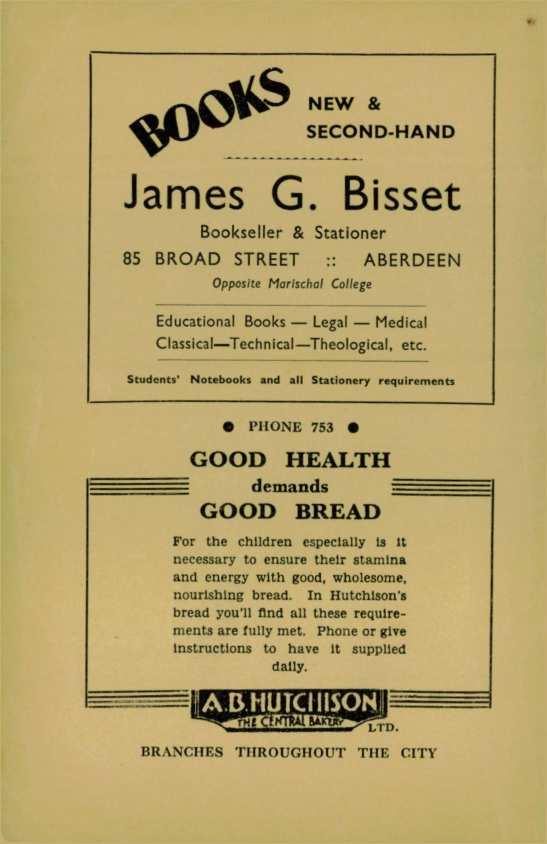 BOOKS
NEW &
SECOND-HAND
James G. Bisset
Bookseller & Stationer
85 BROAD STREET :: ABERDEEN
Opposite Marischal College
Educational Books — Legal — Medical
Classical—Technical—Theological, etc.
Students' Notebooks and all Stationery requirements
● PHONE 753 ●
GOOD HEALTH
demands
GOOD BREAD
For the children especially is it
necessary to ensure their stamina
and energy with good, wholesome,
nourishing bread. In Hutchison's
bread you'll find all these require-
ments are fully met. Phone or give
instructions to have it supplied
daily.
A.B. HUTCHISON
THE CENTRAL BAKERY
LTD.
BRANCHES THROUGHOUT THE CITY